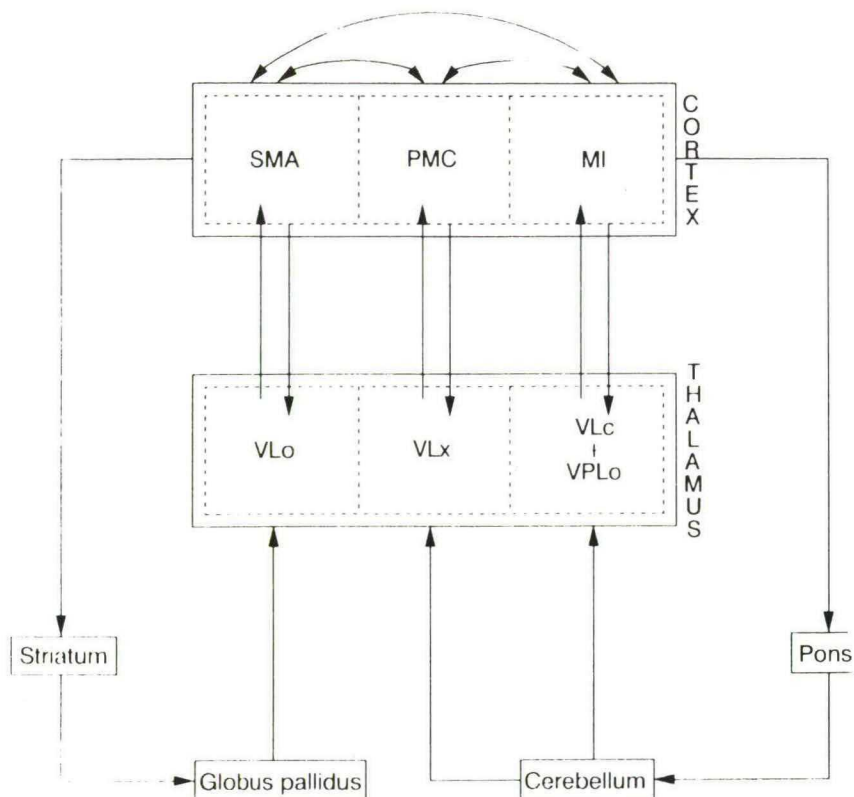 CORTEX
SMA PMC MI
THALAMUS
VLo VLx VLc
+
VPLo
Striatum
Pons
Globus pallidus
Cerebellum